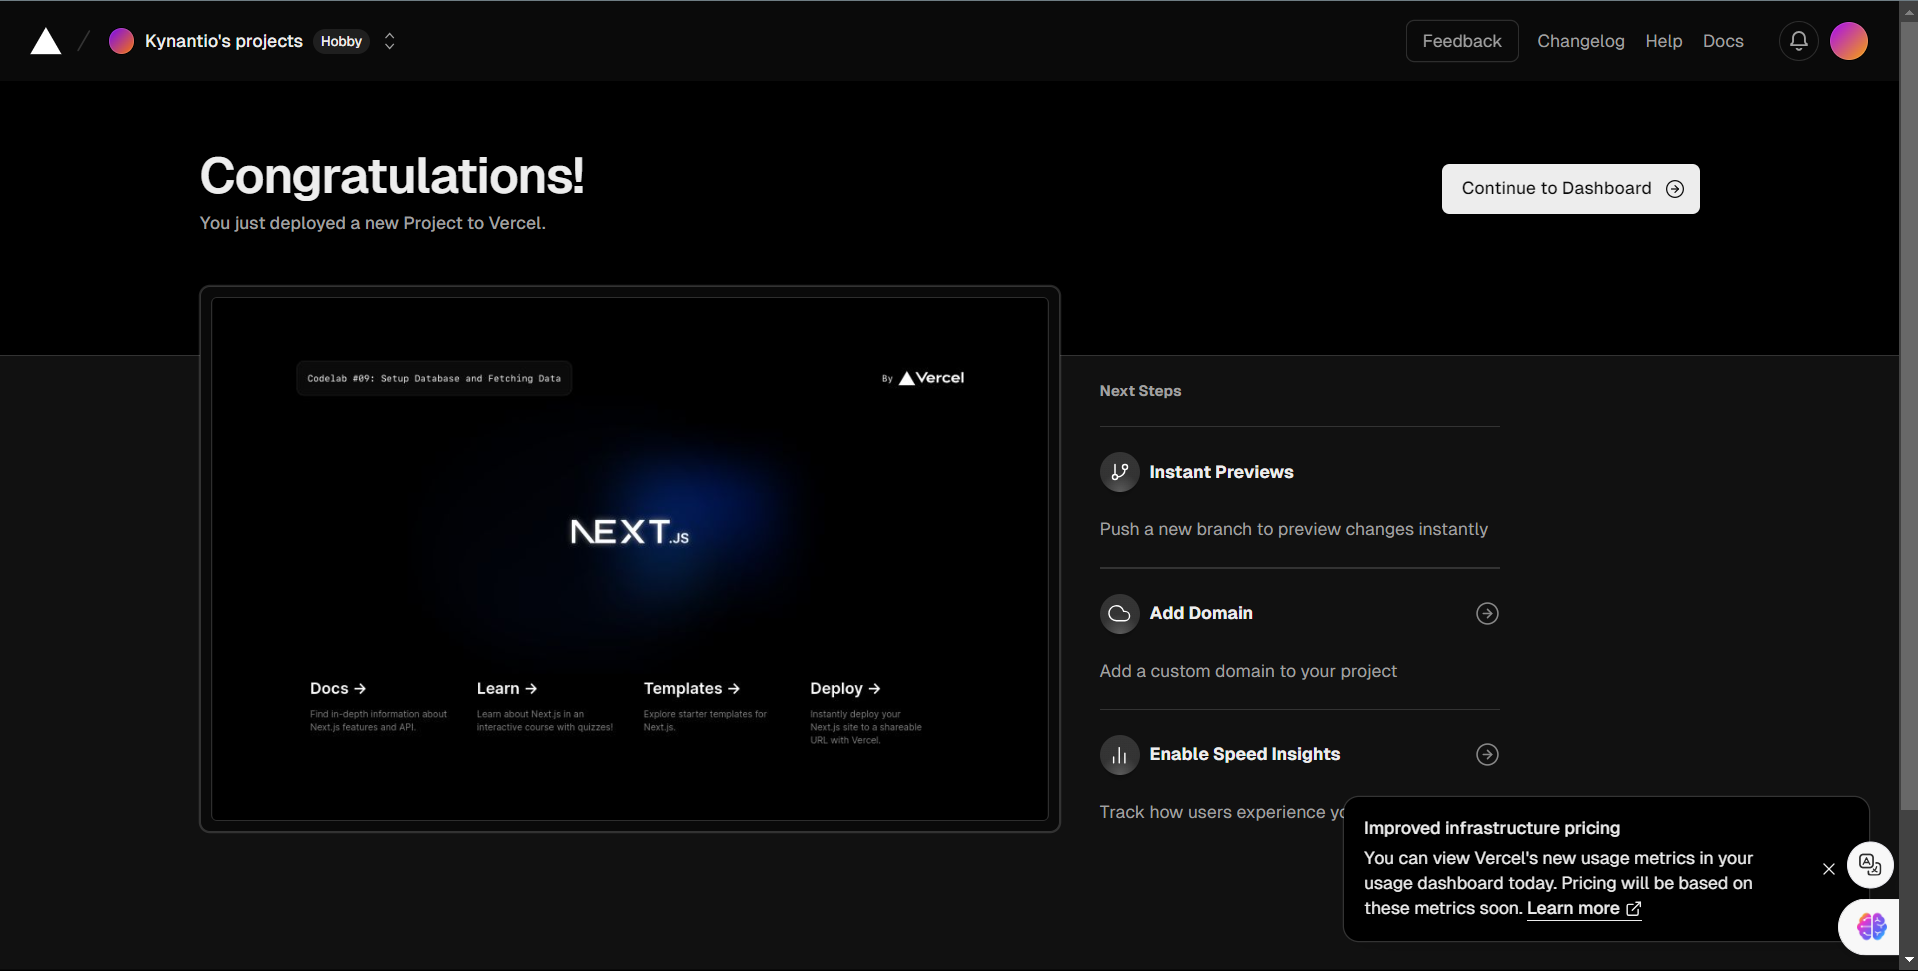 Kynantio's projects Hobby
Feedback Changelog Help Docs
Congratulations!
You just deployed a new Project to Vercel.
Continue to Dashboard
Codelab #09: Setup Database and Fetching Data
By Vercel
NEXT.JS
Docs →
Find in-depth information about
Next.js features and API.
Learn →
Learn about Next.js in an
interactive course with quizzes!
Templates →
Explore starter templates for
Next.js.
Deploy →
Instantly deploy your
Next.js site to a shareable
URL with Vercel.
Next Steps
Instant Previews
Push a new branch to preview changes instantly
Add Domain
Add a custom domain to your project
Enable Speed Insights
Track how users experience
Improved infrastructure pricing
You can view Vercel's new usage metrics in your
usage dashboard today. Pricing will be based on
these metrics soon. Learn more